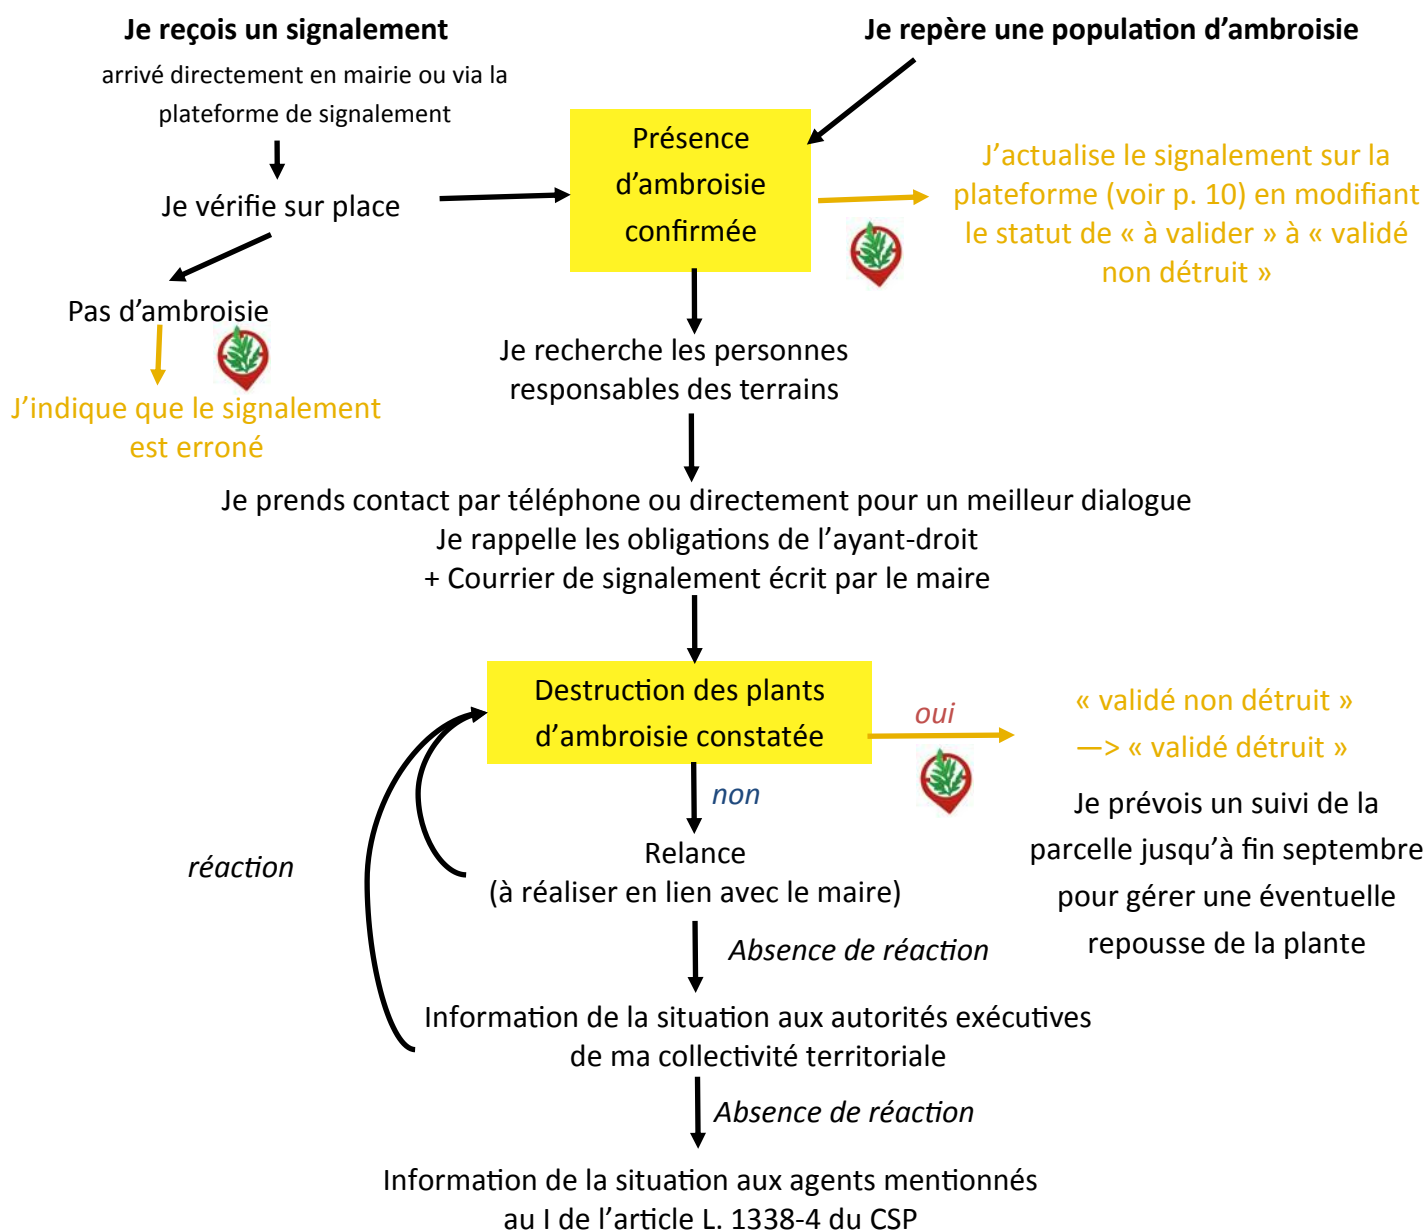 Je reçois un signalement
arrivé directement en mairie ou via la
plateforme de signalement
Je vérifie sur place
Pas d’ambroisie
J’indique que le signalement
est erroné
Je repère une population d’ambroisie
Présence
d’ambroisie
confirmée
J’actualise le signalement sur la
plateforme (voir p. 10) en modifiant
le statut de « à valider » à « validé
non détruit »
Je recherche les personnes
responsables des terrains
Je prends contact par téléphone ou directement pour un meilleur dialogue
Je rappelle les obligations de l’ayant-droit
+ Courrier de signalement écrit par le maire
Destruction des plants
d’ambroisie constatée
oui
« validé non détruit »
—> « validé détruit »
Je prévois un suivi de la
parcelle jusqu’à fin septembre
pour gérer une éventuelle
repousse de la plante
non
réaction
Relance
(à réaliser en lien avec le maire)
Absence de réaction
Information de la situation aux autorités exécutives
de ma collectivité territoriale
Absence de réaction
Information de la situation aux agents mentionnés
au I de l’article L. 1338-4 du CSP